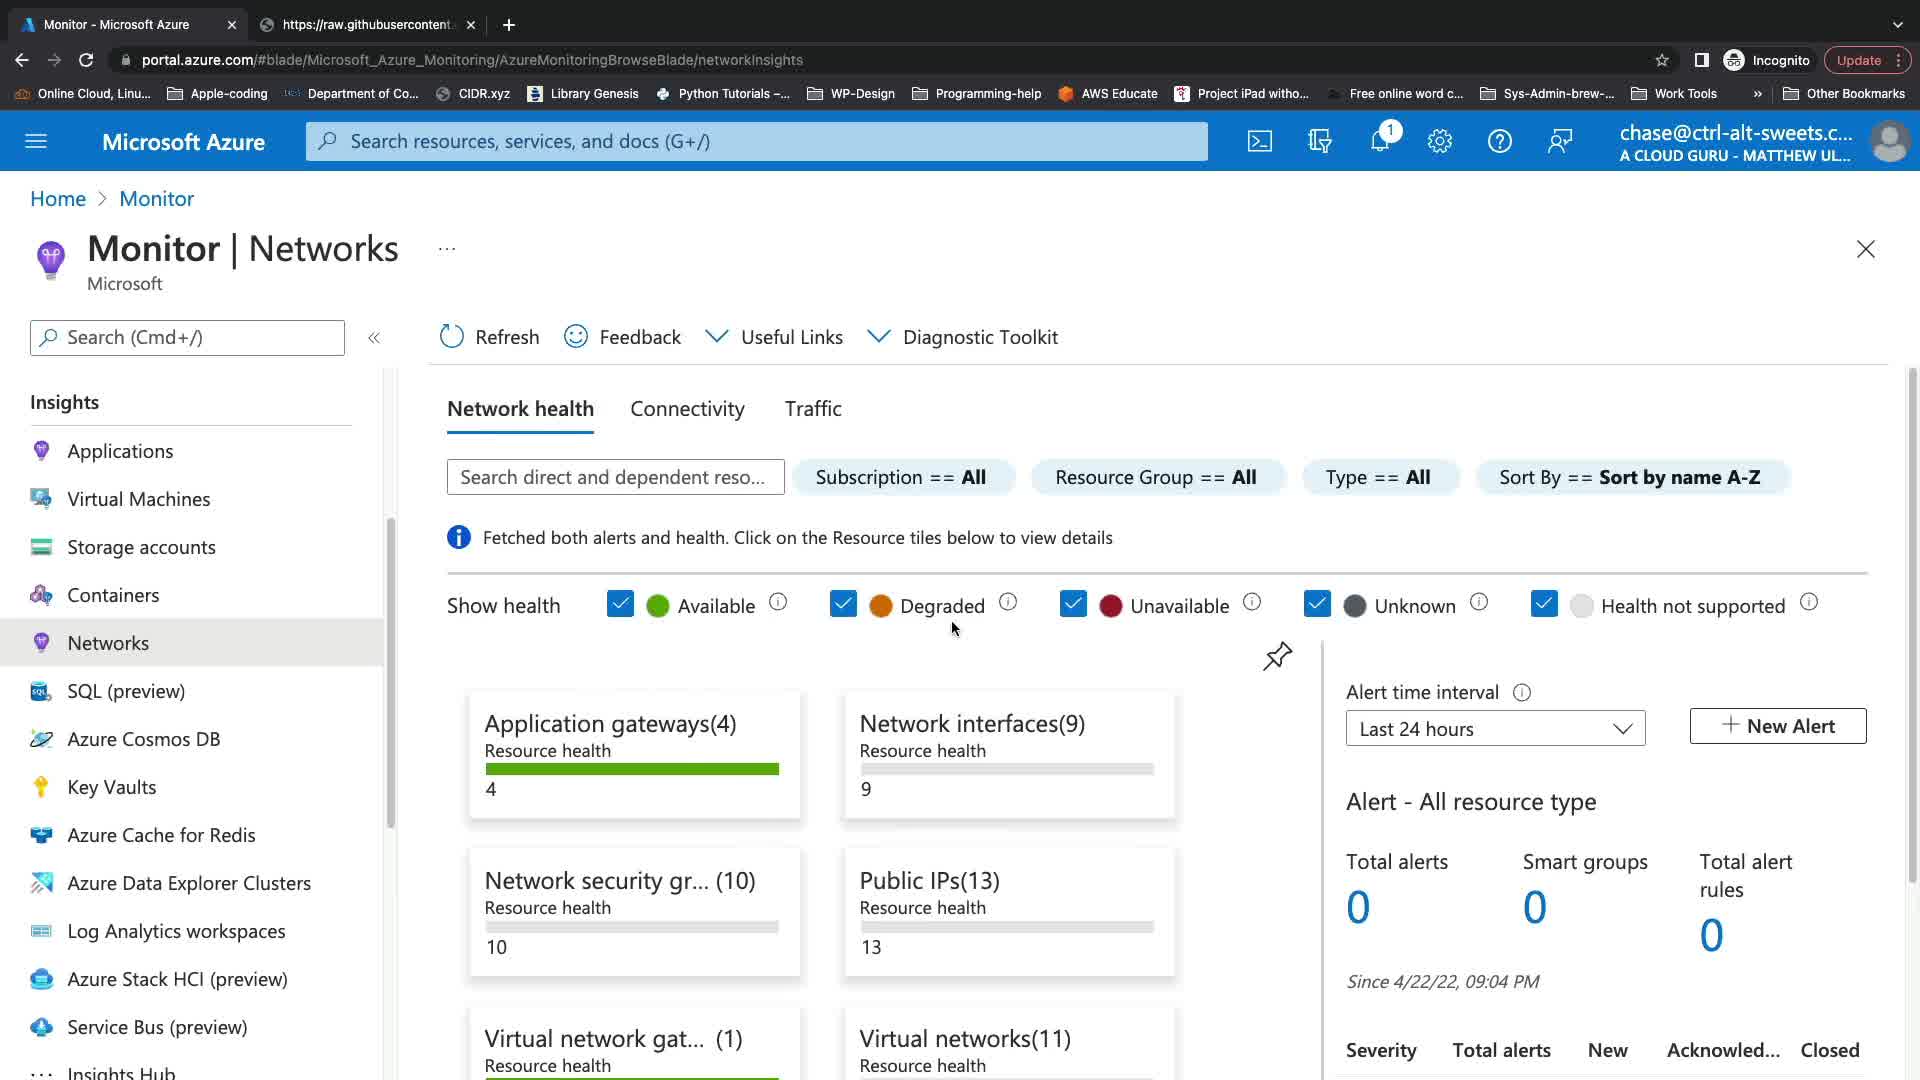 Monitor - Microsoft Azure
https://raw.githubusercontent.
portal.azure.com/#blade/Microsoft_Azure_Monitoring/AzureMonitoringBrowseBlade/networkInsights
Incognito
Update
Online Cloud, Linu...
Apple-coding
Department of Co...
CIDR.xyz
Library Genesis
Python Tutorials –...
WP-Design
Programming-help
AWS Educate
Project iPad witho...
Free online word c...
Sys-Admin-brew-...
Work Tools
»
Other Bookmarks
Microsoft Azure
Search resources, services, and docs (G+/)
1
chase@ctrl-alt-sweets.c...
A CLOUD GURU - MATTHEW UL...
Home > Monitor
Monitor | Networks
...
Microsoft
Search (Cmd+/)
«
Refresh
Feedback
Useful Links
Diagnostic Toolkit
Insights
Applications
Virtual Machines
Storage accounts
Containers
Networks
SQL (preview)
Azure Cosmos DB
Key Vaults
Azure Cache for Redis
Azure Data Explorer Clusters
Log Analytics workspaces
Azure Stack HCI (preview)
Service Bus (preview)
Insights Hub
Network health
Connectivity
Traffic
Search direct and dependent reso...
Subscription == All
Resource Group == All
Type == All
Sort By == Sort by name A-Z
Fetched both alerts and health. Click on the Resource tiles below to view details
Show health
Available
Degraded
Unavailable
Unknown
Health not supported
Application gateways(4)
Resource health
4
Network interfaces(9)
Resource health
9
Network security gr... (10)
Resource health
10
Public IPs(13)
Resource health
13
Virtual network gat... (1)
Resource health
Virtual networks(11)
Resource health
Alert time interval
Last 24 hours
+ New Alert
Alert - All resource type
Total alerts
0
Smart groups
0
Total alert
rules
0
Since 4/22/22, 09:04 PM
Severity
Total alerts
New
Acknowled...
Closed